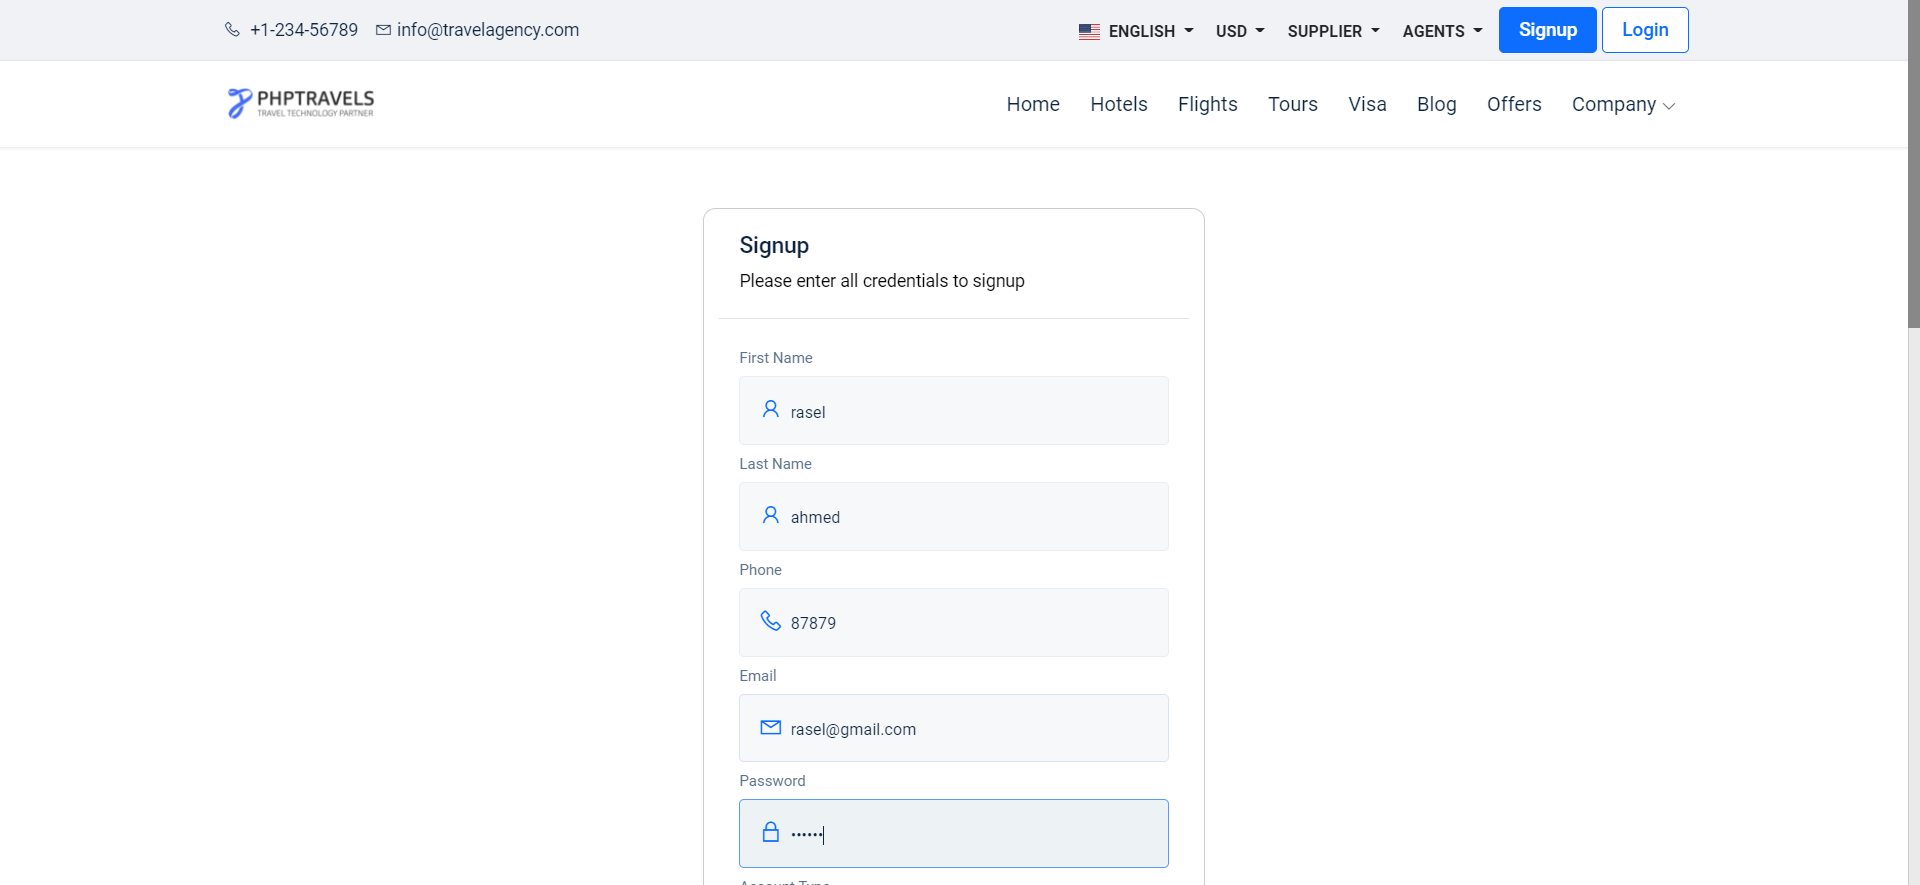 +1-234-56789 info@travelagency.com ENGLISH USD SUPPLIER AGENTS Signup Login
PHPTRAVELS
TRAVEL TECHNOLOGY PARTNER
Home Hotels Flights Tours Visa Blog Offers Company
Signup
Please enter all credentials to signup
First Name
rasel
Last Name
ahmed
Phone
87879
Email
rasel@gmail.com
Password
••••••
Account Type